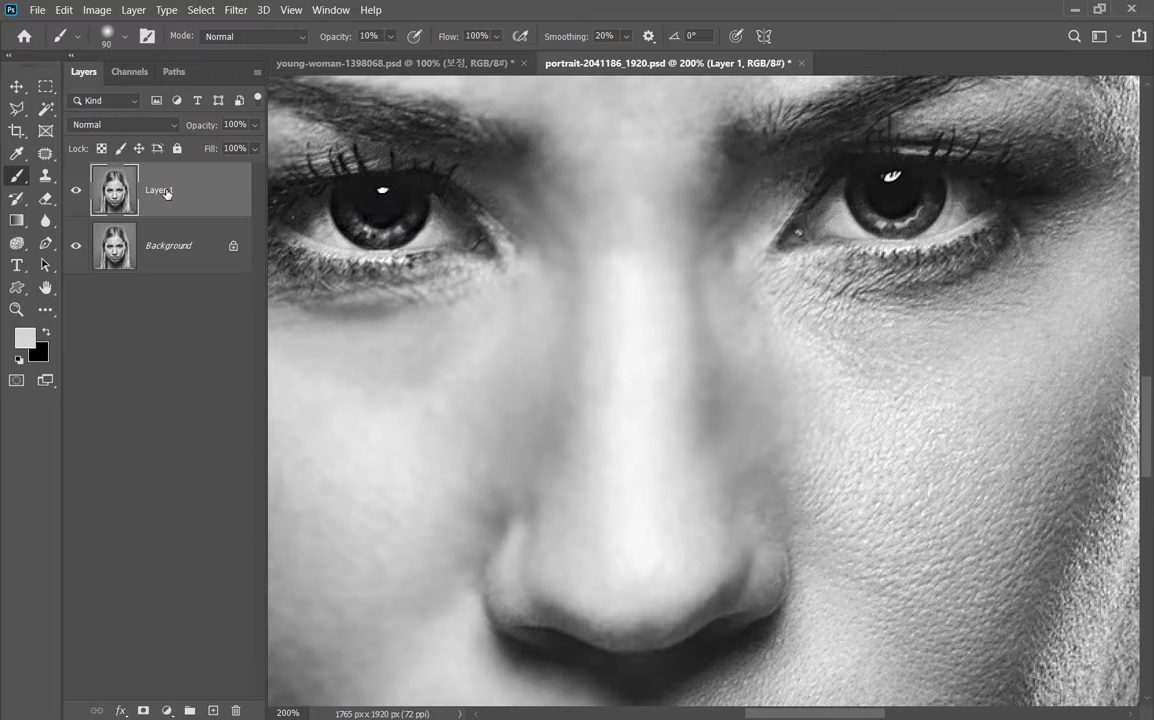 Ps File Edit Image Layer Type Select Filter 3D View Window Help
90 Mode: Normal Opacity: 10% Flow: 100% Smoothing: 20% 0°
Layers Channels Paths
young-woman-1398068.psd @ 100% (보정, RGB/8#) *
portrait-2041186_1920.psd @ 200% (Layer 1, RGB/8#) *
Kind
Normal Opacity: 100%
Lock: Fill: 100%
Layer 1
Background
200% 1765 px x 1920 px (72 ppi)